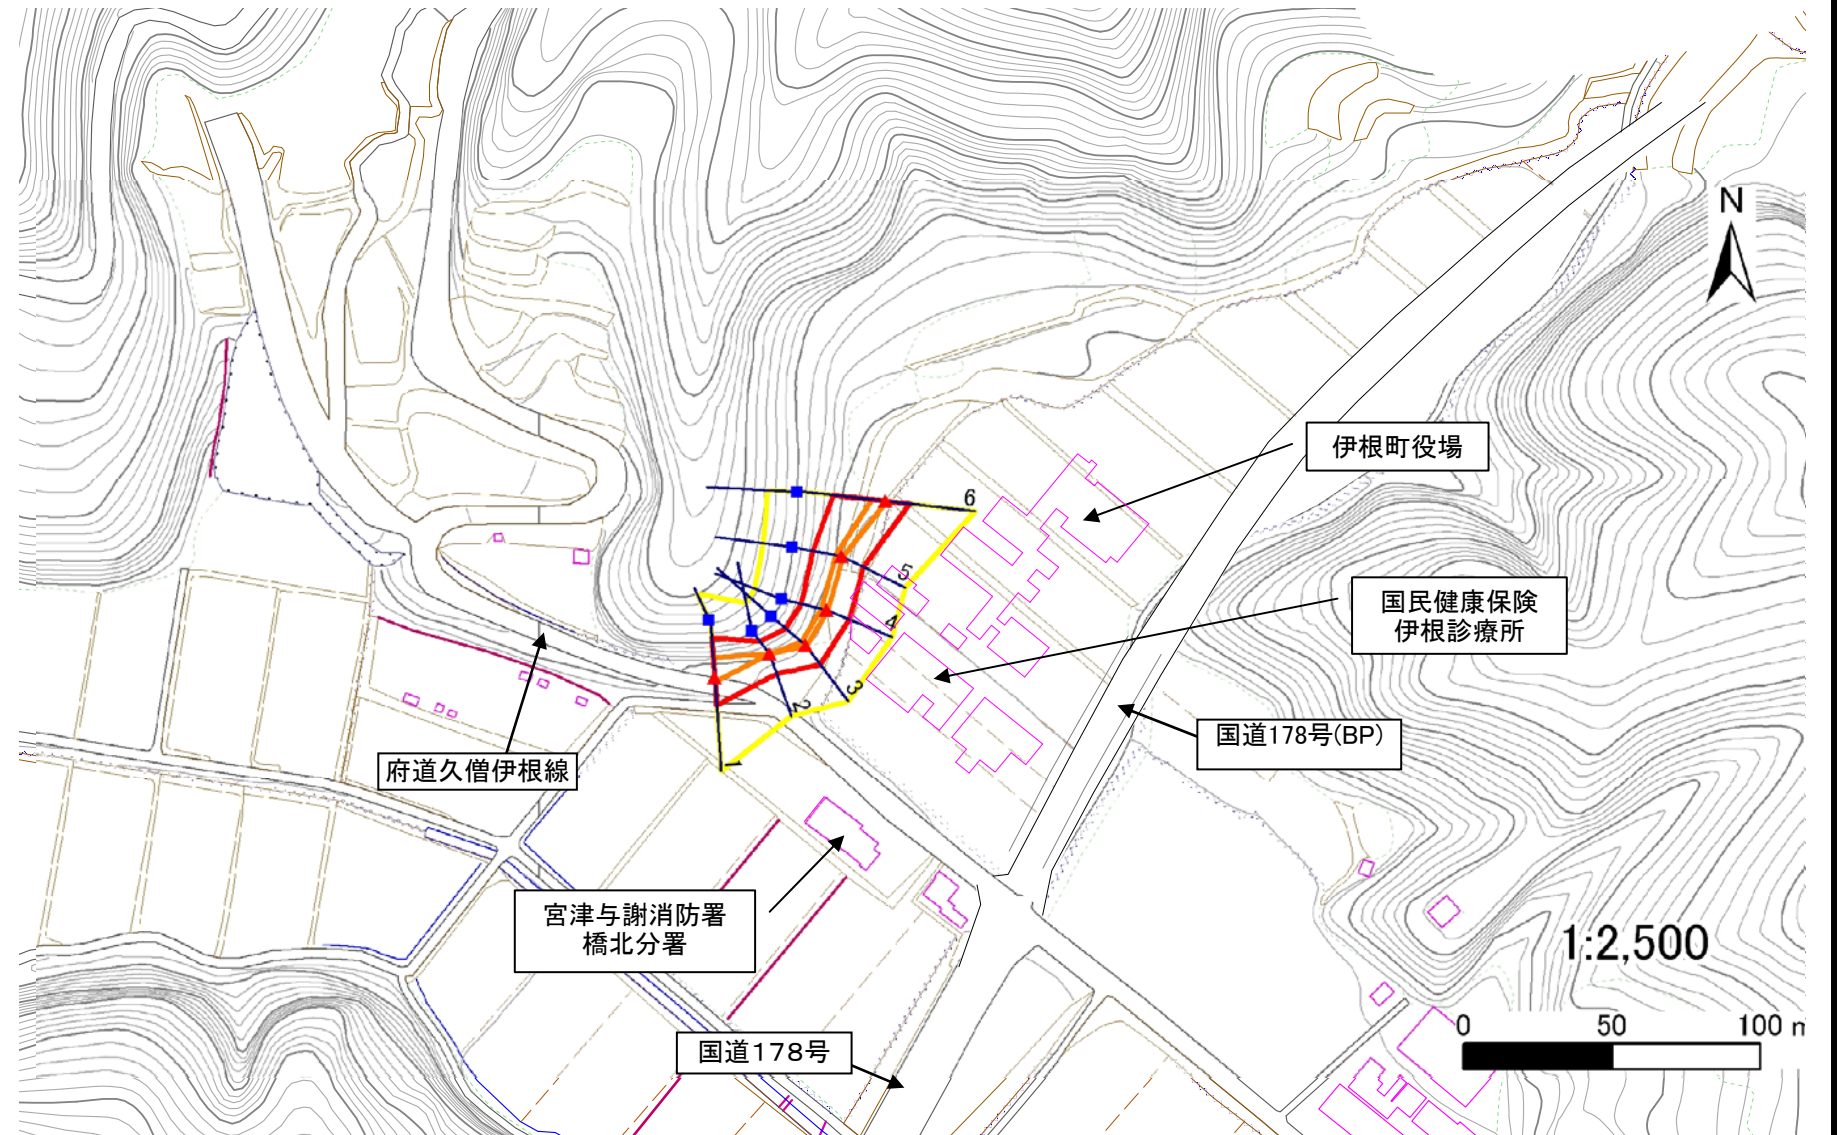 N
伊根町役場
6
5
国民健康保険
伊根診療所
4
3
2
国道178号(BP)
1
府道久僧伊根線
宮津与謝消防署
橋北分署
1:2,500
0 50 100 m
国道178号